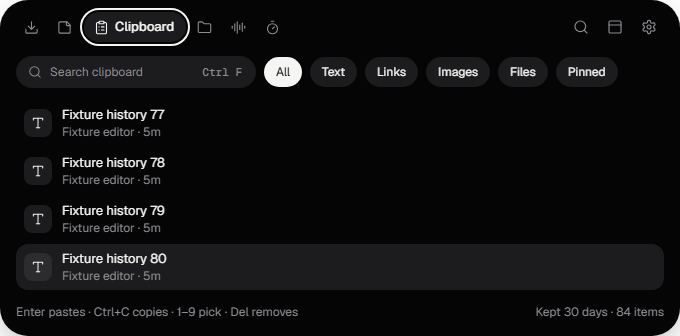 Clipboard
Search clipboard Ctrl F All Text Links Images Files Pinned
T Fixture history 77
Fixture editor · 5m
T Fixture history 78
Fixture editor · 5m
T Fixture history 79
Fixture editor · 5m
T Fixture history 80
Fixture editor · 5m
Enter pastes · Ctrl+C copies · 1–9 pick · Del removes Kept 30 days · 84 items